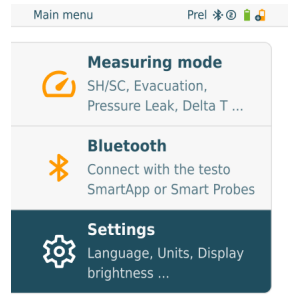 Main menu Prel
Measuring mode
SH/SC, Evacuation,
Pressure Leak, Delta T ...
Bluetooth
Connect with the testo
SmartApp or Smart Probes
Settings
Language, Units, Display
brightness ...